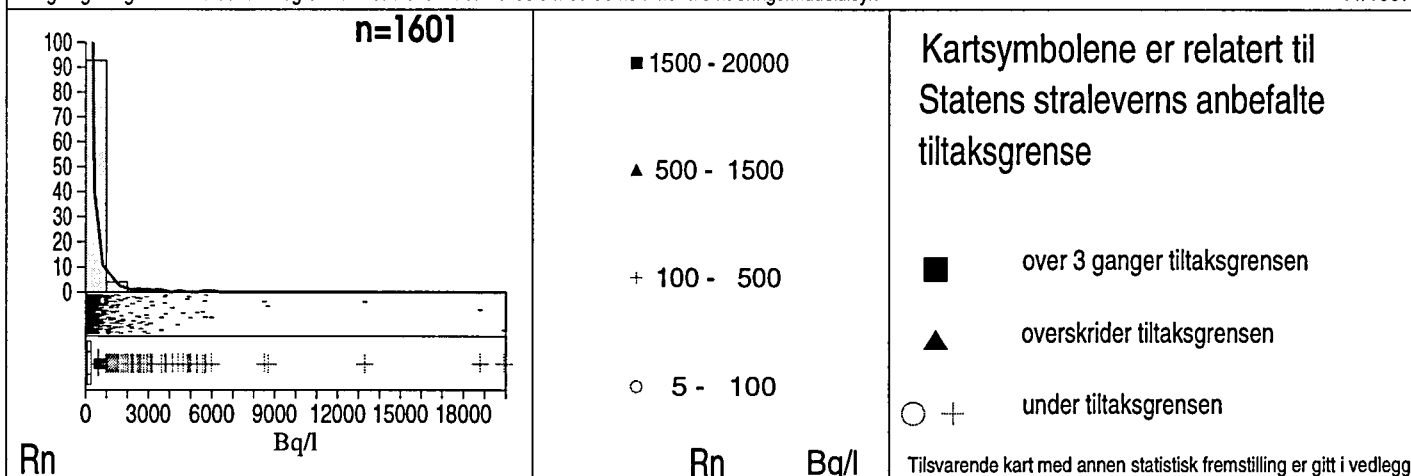 n=1601
100
90
80
70
60
50
40
30
20
10
0
0 3000 6000 9000 12000 15000 18000
Bq/l
Rn
■ 1500 - 20000
▲ 500 - 1500
+ 100 - 500
○ 5 - 100
Rn Bq/l
Kartsymbolene er relatert til
Statens straleverns anbefalte
tiltaksgrense
■ over 3 ganger tiltaksgrensen
▲ overskrider tiltaksgrensen
○ + under tiltaksgrensen
Tilsvarende kart med annen statistisk fremstilling er gitt i vedlegg